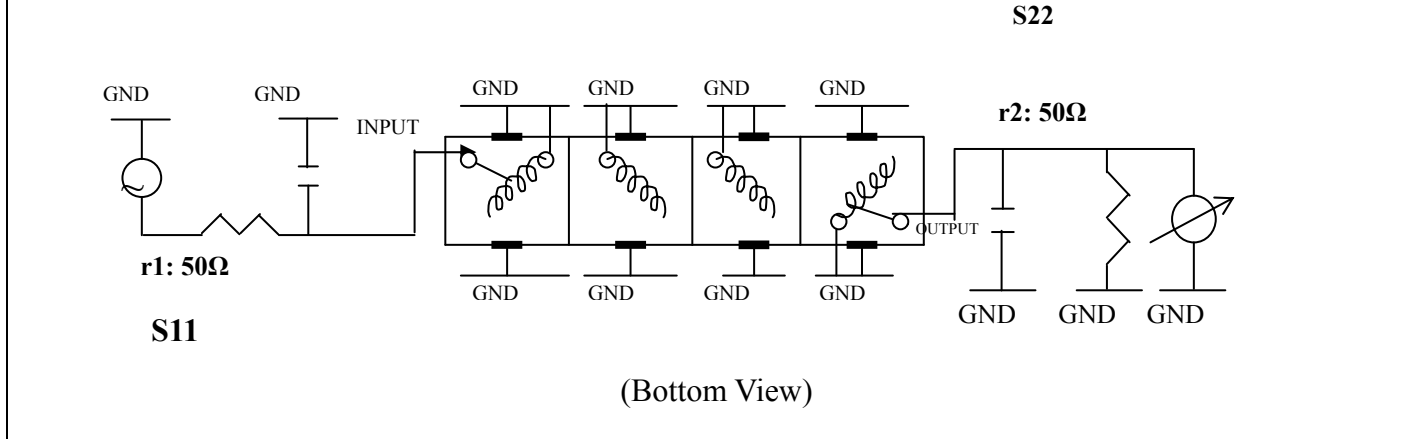 S22
GND
GND
INPUT
GND
GND
GND
GND
r2: 50Ω
OUTPUT
r1: 50Ω
GND
GND
GND
GND
GND
GND
GND
S11
(Bottom View)